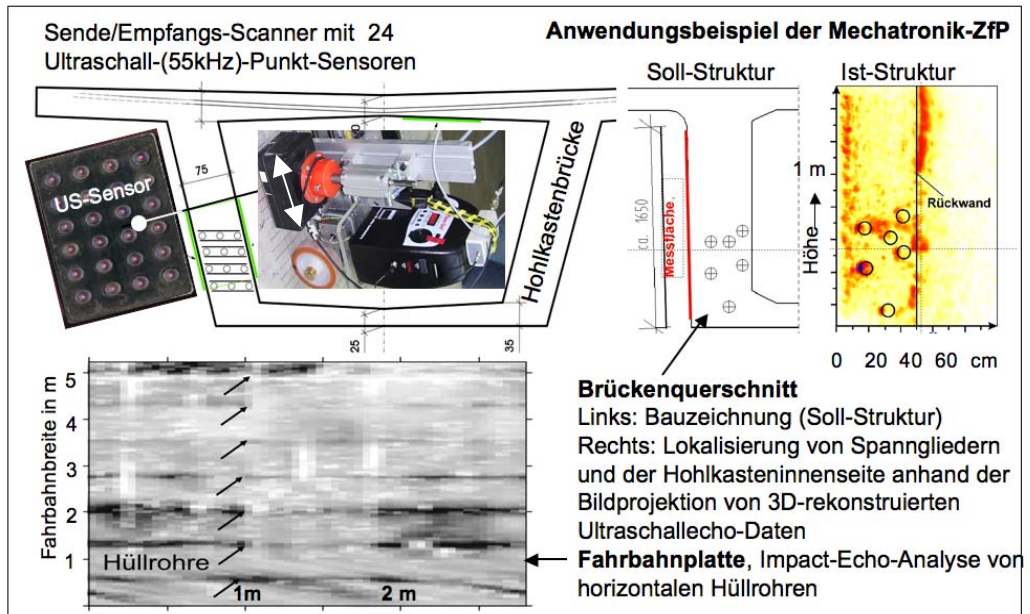 Sende/Empfangs-Scanner mit 24
Ultraschall-(55kHz)-Punkt-Sensoren
Anwendungsbeispiel der Mechatronik-ZfP
Soll-Struktur
Ist-Struktur
75
US-Sensor
Hohlkastenbrücke
25
35
ca. 1650
Messfläche,
1 m
Höhe
Rückwand
0 20 40 60 cm
Brückenquerschnitt
Links: Bauzeichnung (Soll-Struktur)
Rechts: Lokalisierung von Spanngliedern
und der Hohlkasteninnenseite anhand der
Bildprojektion von 3D-rekonstruierten
Ultraschallecho-Daten
Fahrbahnplatte, Impact-Echo-Analyse von
horizontalen Hüllrohren
Fahrbahnbreite in m
5
4
3
2
1
Hüllrohre
1m
2 m